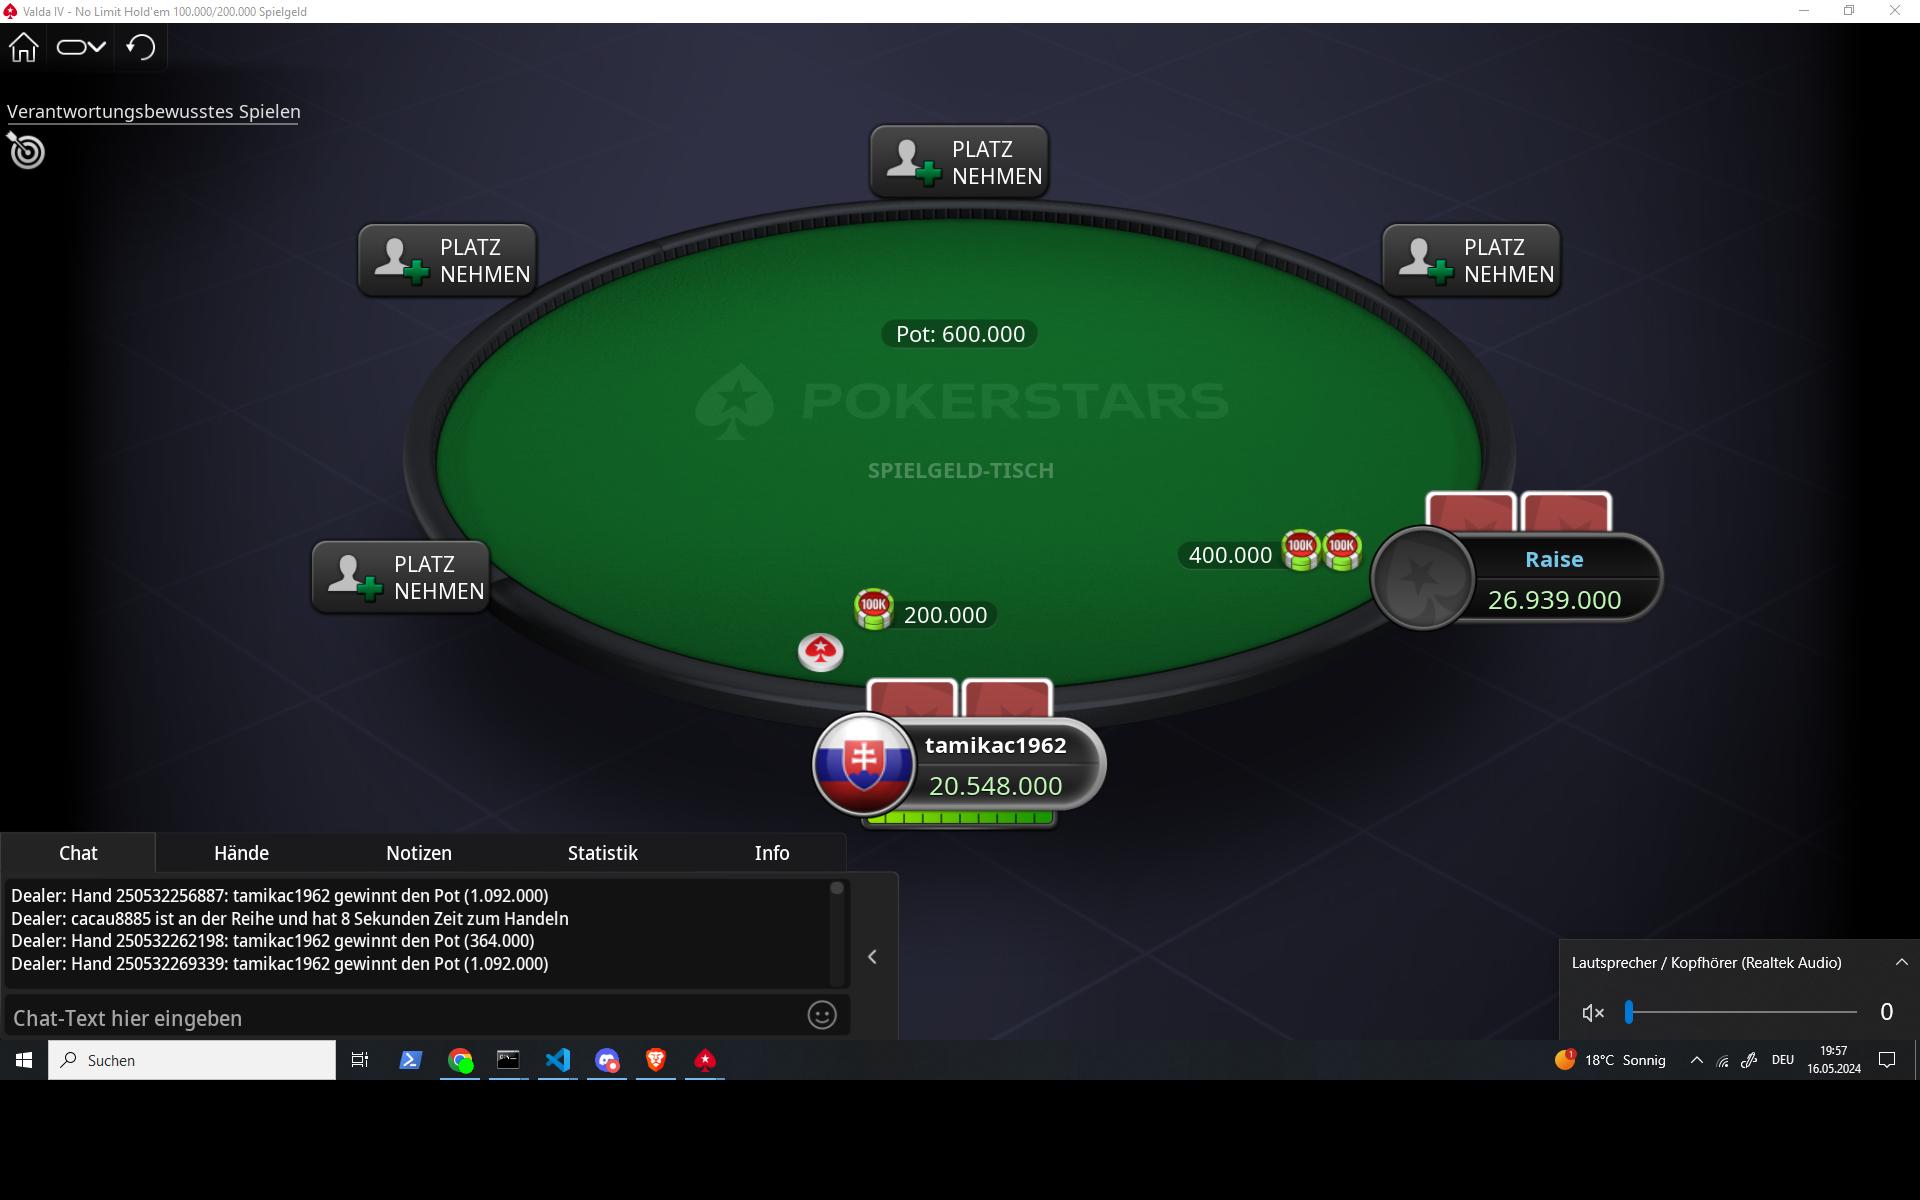 Valda IV - No Limit Hold'em 100.000/200.000 Spielgeld
Verantwortungsbewusstes Spielen
PLATZ
NEHMEN
PLATZ
NEHMEN
PLATZ
NEHMEN
Pot: 600.000
POKERSTARS
SPIELGELD-TISCH
400.000
100K
100K
Raise
26.939.000
PLATZ
NEHMEN
100K
200.000
tamikac1962
20.548.000
Chat
Hände
Notizen
Statistik
Info
Dealer: Hand 250532256887: tamikac1962 gewinnt den Pot (1.092.000)
Dealer: cacau8885 ist an der Reihe und hat 8 Sekunden Zeit zum Handeln
Dealer: Hand 250532262198: tamikac1962 gewinnt den Pot (364.000)
Dealer: Hand 250532269339: tamikac1962 gewinnt den Pot (1.092.000)
Chat-Text hier eingeben
Lautsprecher / Kopfhörer (Realtek Audio)
0
Suchen
1
18°C Sonnig
DEU
19:57
16.05.2024